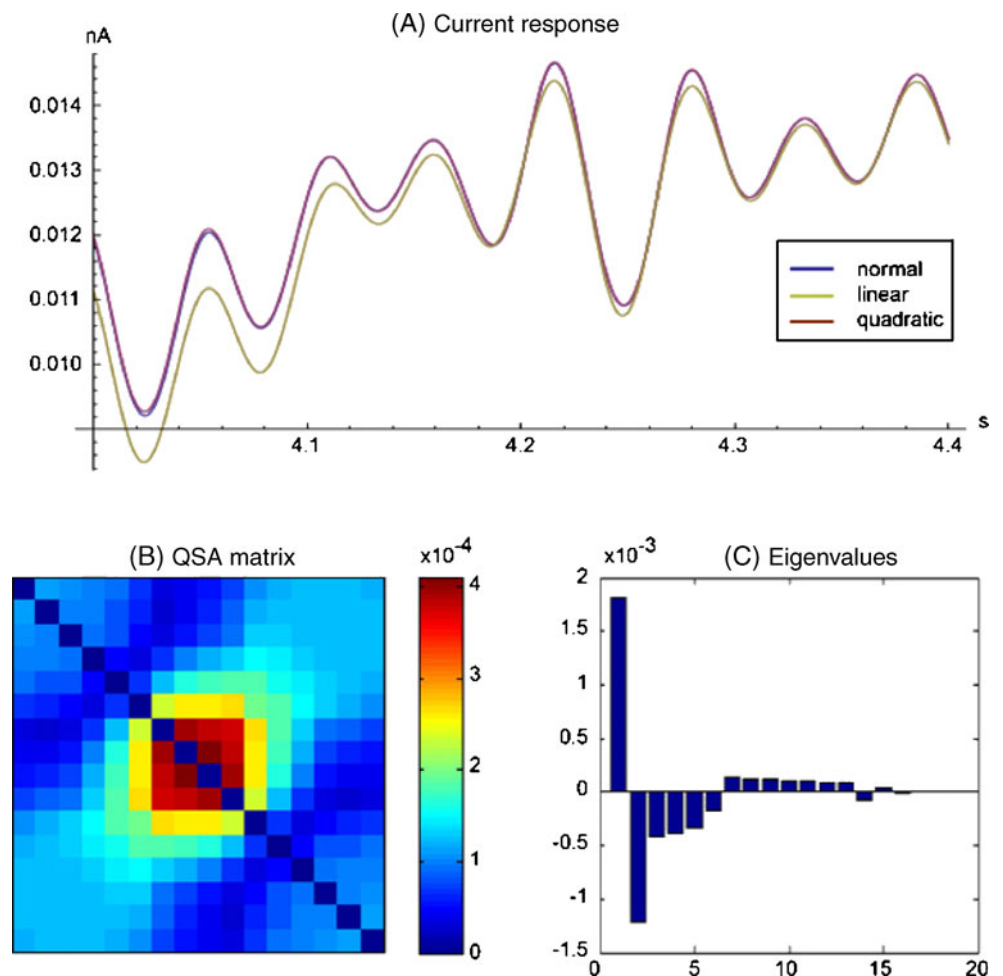 (A) Current response
nA
0.014
0.013
0.012
0.011
0.010
normal
linear
quadratic
s
4.1
4.2
4.3
4.4
(B) QSA matrix
x10-4
4
3
2
1
0
(C) Eigenvalues
x10-3
2
1.5
1
0.5
0
-0.5
-1
-1.5
0
5
10
15
20